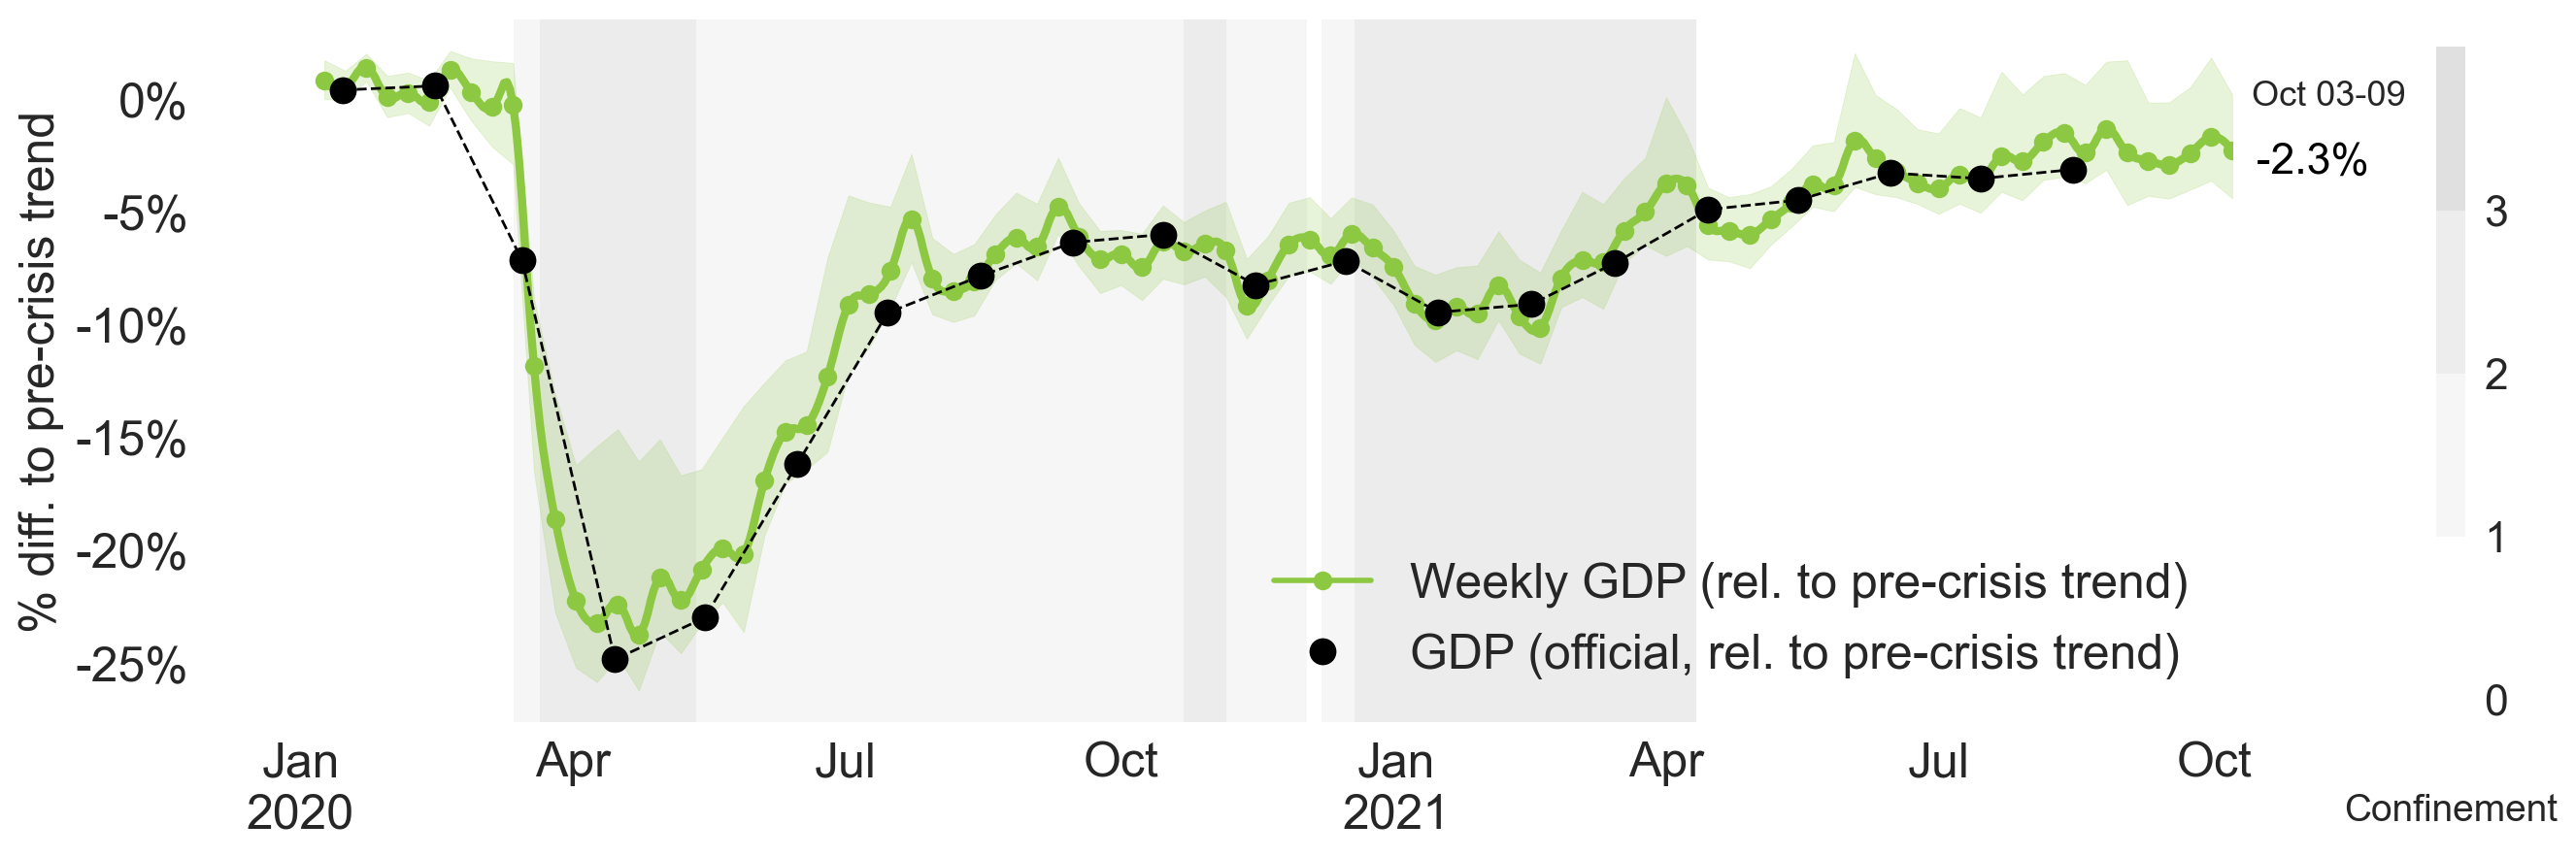 % diff. to pre-crisis trend
0%
-5%
-10%
-15%
-20%
-25%
Oct 03-09
-2.3%
3
2
1
0
Weekly GDP (rel. to pre-crisis trend)
GDP (official, rel. to pre-crisis trend)
Jan
2020
Apr
Jul
Oct
Jan
2021
Apr
Jul
Oct
Confinement